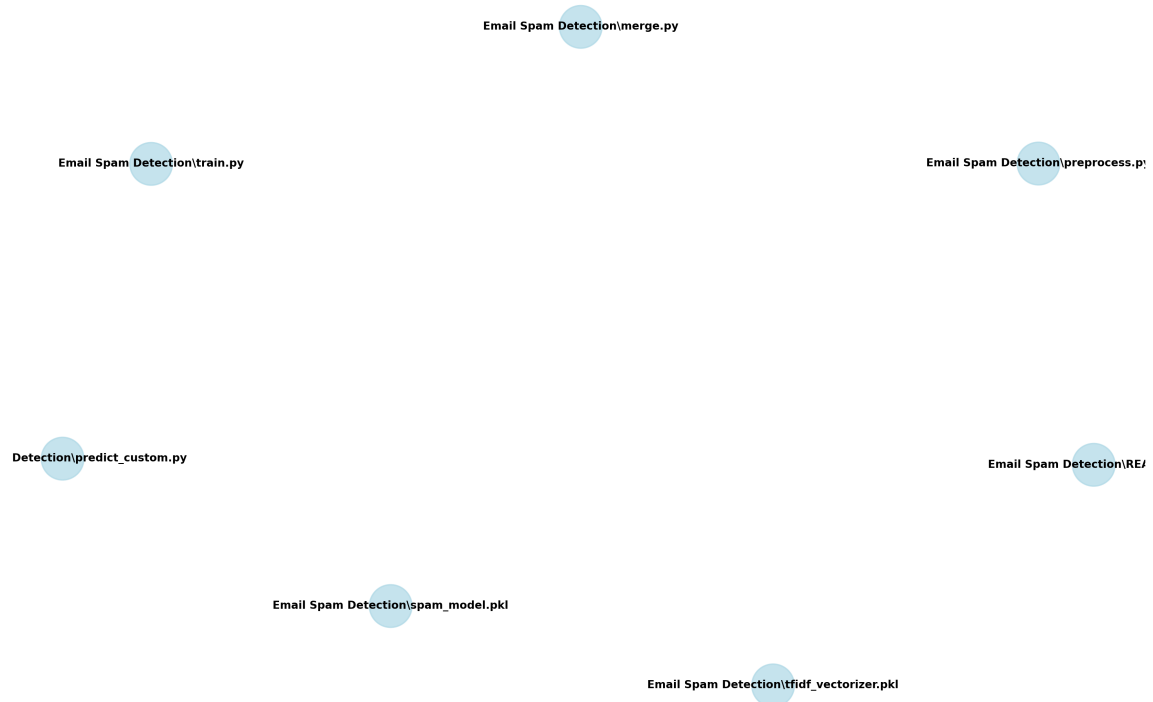 Email Spam Detection\merge.py
Email Spam Detection\train.py
Email Spam Detection\preprocess.py
Detection\predict_custom.py
Email Spam Detection\REA
Email Spam Detection\spam_model.pkl
Email Spam Detection\tfidf_vectorizer.pkl